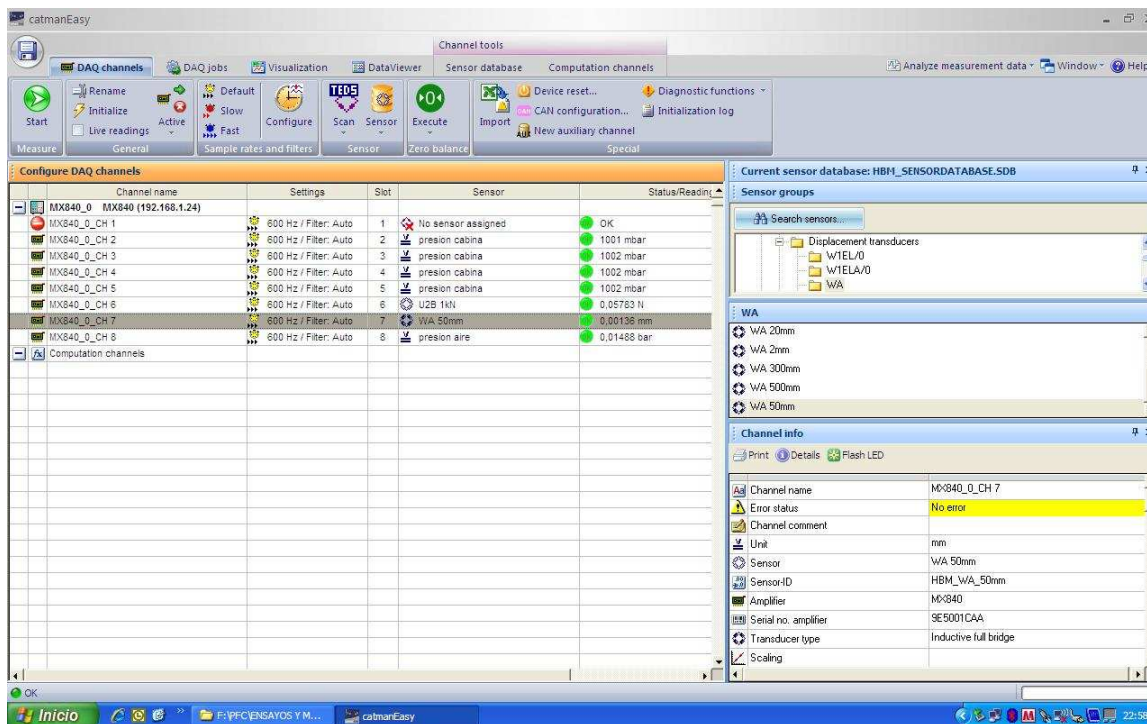 catmanEasy
Channel tools
DAQ channels DAQ jobs Visualization DataViewer Sensor database Computation channels Analyze measurement data Window Help
Start Rename Initialize Live readings Active Default Slow Fast Configure TEDS Scan Sensor Execute Import Device reset... CAN configuration... New auxiliary channel Diagnostic functions Initialization log
Measure General Sample rates and filters Sensor Zero balance Special
Configure DAQ channels
Channel name Settings Slot Sensor Status/Reading
MX840_0 MX840 (192.168.1.24)
MX840_0_CH 1 600 Hz / Filter: Auto 1 No sensor assigned OK
MX840_0_CH 2 600 Hz / Filter: Auto 2 presion cabina 1001 mbar
MX840_0_CH 3 600 Hz / Filter: Auto 3 presion cabina 1002 mbar
MX840_0_CH 4 600 Hz / Filter: Auto 4 presion cabina 1002 mbar
MX840_0_CH 5 600 Hz / Filter: Auto 5 presion cabina 1002 mbar
MX840_0_CH 6 600 Hz / Filter: Auto 6 U2B 1kN 0,05783 N
MX840_0_CH 7 600 Hz / Filter: Auto 7 WA 50mm 0,00136 mm
MX840_0_CH 8 600 Hz / Filter: Auto 8 presion aire 0,01488 bar
fx Computation channels
Current sensor database: HBM_SENSORDATABASE.SDB
Sensor groups
Search sensors...
Displacement transducers
W1EL/0
W1ELA/0
WA
WA
WA 20mm
WA 2mm
WA 300mm
WA 500mm
WA 50mm
Channel info
Print Details Flash LED
Channel name MX840_0_CH 7
Error status No error
Channel comment
Unit mm
Sensor WA 50mm
Sensor-ID HBM_WA_50mm
Amplifier MX840
Serial no. amplifier 9E5001CAA
Transducer type Inductive full bridge
Scaling
OK
Inicio F:\PFC\ENSAYOS Y M... catmanEasy 22:58